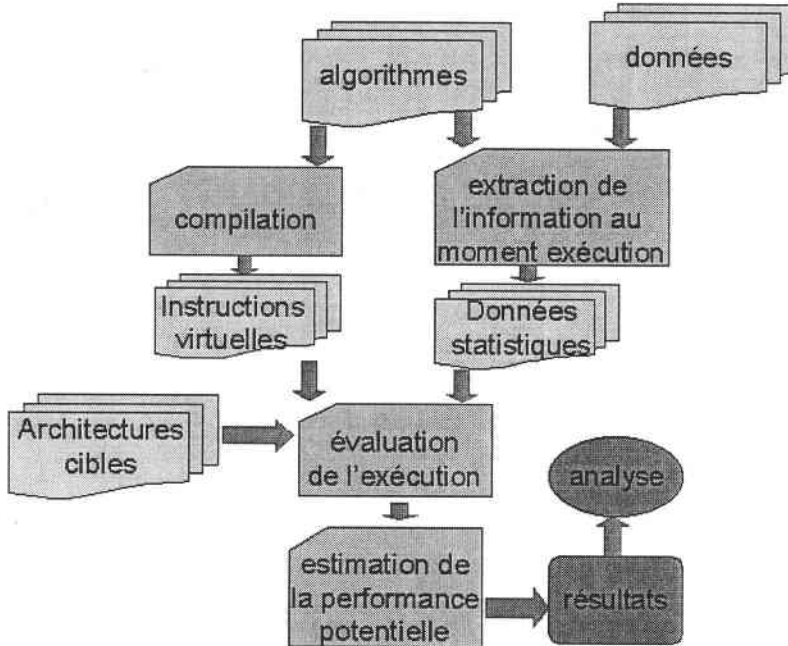 algorithmes
données
compilation
extraction de
l'information au
moment exécution
Instructions
virtuelles
Données
statistiques
Architectures
cibles
évaluation
de l'exécution
analyse
estimation de
la performance
potentielle
résultats